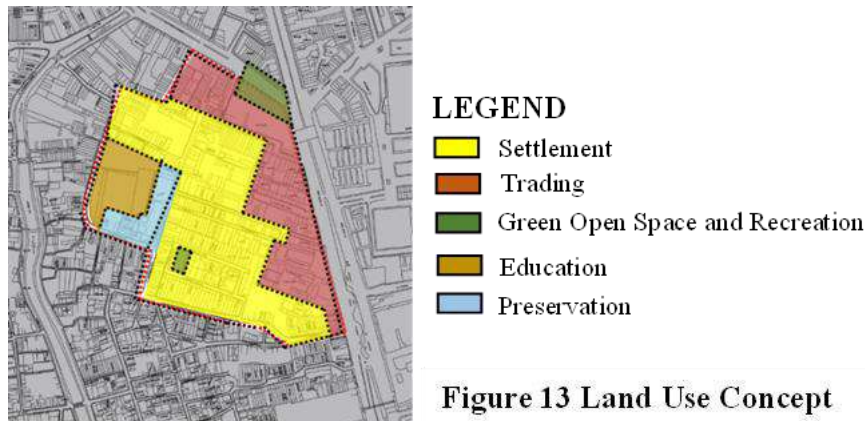 LEGEND
Settlement
Trading
Green Open Space and Recreation
Education
Preservation
Figure 13 Land Use Concept